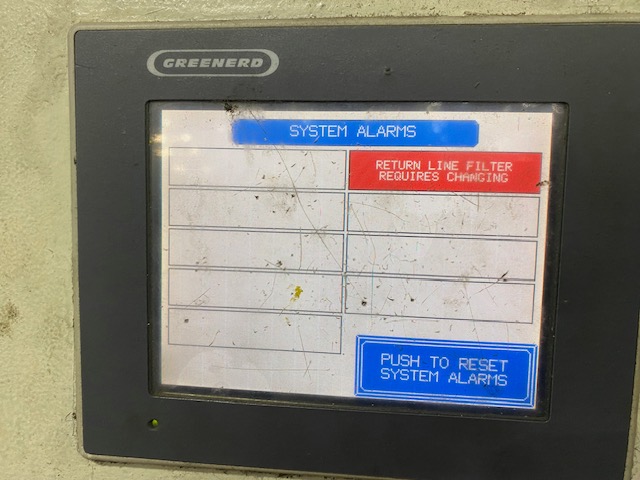 GREENERD
SYSTEM ALARMS
RETURN LINE FILTER
REQUIRES CHANGING
PUSH TO RESET
SYSTEM ALARMS